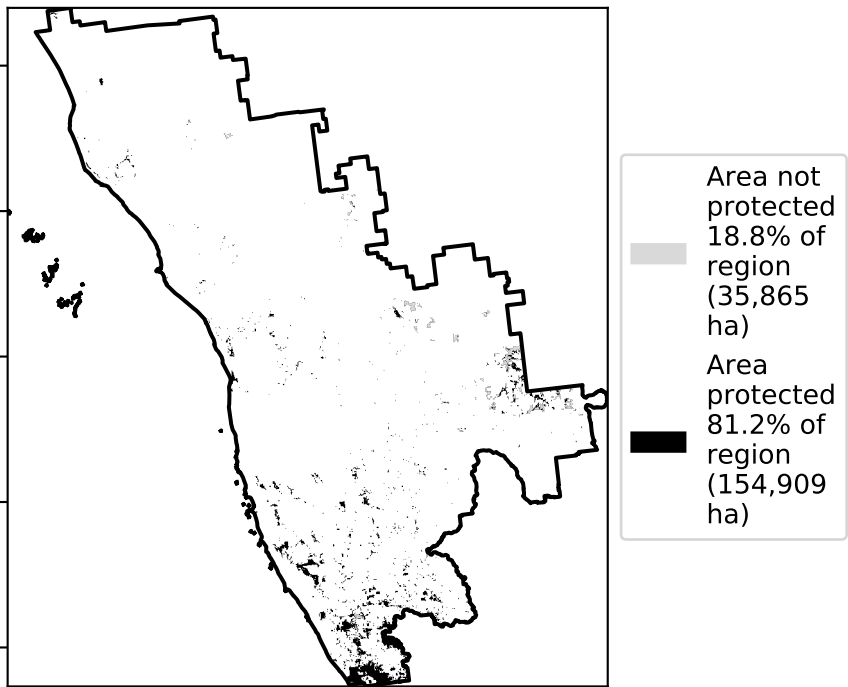 Area not
protected
18.8% of
region
(35,865
ha)
Area
protected
81.2% of
region
(154,909
ha)